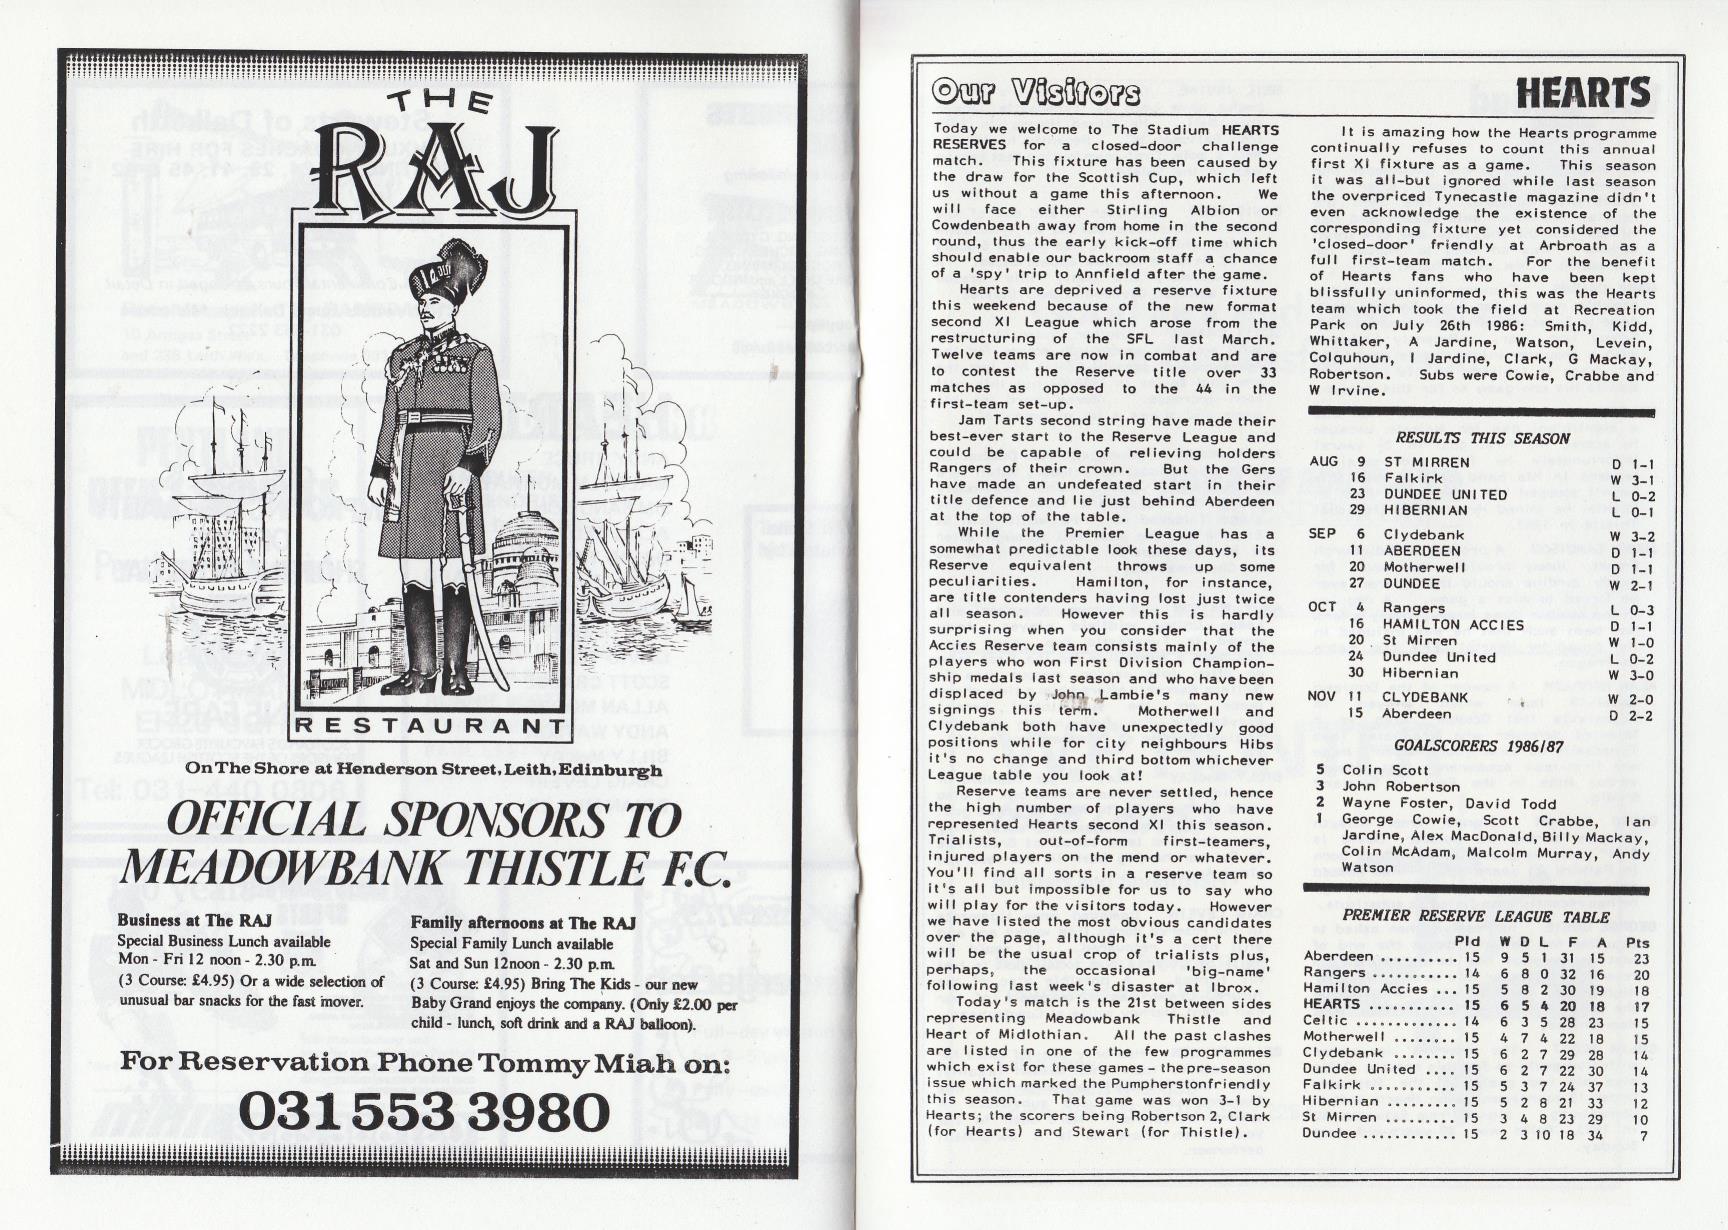 THE
RAJ
RESTAURANT
On The Shore at Henderson Street, Leith, Edinburgh
OFFICIAL SPONSORS TO
MEADOWBANK THISTLE F.C.
Business at The RAJ
Special Business Lunch available
Mon - Fri 12 noon - 2.30 p.m.
(3 Course: £4.95) Or a wide selection of
unusual bar snacks for the fast mover.
Family afternoons at The RAJ
Special Family Lunch available
Sat and Sun 12noon - 2.30 p.m.
(3 Course: £4.95) Bring The Kids - our new
Baby Grand enjoys the company. (Only £2.00 per
child - lunch, soft drink and a RAJ balloon).
For Reservation Phone Tommy Miah on:
031 553 3980
Our Visitors
HEARTS
Today we welcome to The Stadium HEARTS
RESERVES for a closed-door challenge
match. This fixture has been caused by
the draw for the Scottish Cup, which left
us without a game this afternoon. We
will face either Stirling Albion or
Cowdenbeath away from home in the second
round, thus the early kick-off time which
should enable our backroom staff a chance
of a 'spy' trip to Annfield after the game.
Hearts are deprived a reserve fixture
this weekend because of the new format
second XI League which arose from the
restructuring of the SFL last March.
Twelve teams are now in combat and are
to contest the Reserve title over 33
matches as opposed to the 44 in the
first-team set-up.
Jam Tarts second string have made their
best-ever start to the Reserve League and
could be capable of relieving holders
Rangers of their crown. But the Gers
have made an undefeated start in their
title defence and lie just behind Aberdeen
at the top of the table.
While the Premier League has a
somewhat predictable look these days, its
Reserve equivalent throws up some
peculiarities. Hamilton, for instance,
are title contenders having lost just twice
all season. However this is hardly
surprising when you consider that the
Accies Reserve team consists mainly of the
players who won First Division Champion-
ship medals last season and who have been
displaced by John Lambie's many new
signings this term. Motherwell and
Clydebank both have unexpectedly good
positions while for city neighbours Hibs
it's no change and third bottom whichever
League table you look at!
Reserve teams are never settled, hence
the high number of players who have
represented Hearts second XI this season.
Trialists, out-of-form first-teamers,
injured players on the mend or whatever.
You'll find all sorts in a reserve team so
it's all but impossible for us to say who
will play for the visitors today. However
we have listed the most obvious candidates
over the page, although it's a cert there
will be the usual crop of trialists plus,
perhaps, the occasional 'big-name'
following last week's disaster at Ibrox.
Today's match is the 21st between sides
representing Meadowbank Thistle and
Heart of Midlothian. All the past clashes
are listed in one of the few programmes
which exist for these games - the pre-season
issue which marked the Pumpherston friendly
this season. That game was won 3-1 by
Hearts; the scorers being Robertson 2, Clark
(for Hearts) and Stewart (for Thistle).
It is amazing how the Hearts programme
continually refuses to count this annual
first XI fixture as a game. This season
it was all-but ignored while last season
the overpriced Tynecastle magazine didn't
even acknowledge the existence of the
corresponding fixture yet considered the
'closed-door' friendly at Arbroath as a
full first-team match. For the benefit
of Hearts fans who have been kept
blissfully uninformed, this was the Hearts
team which took the field at Recreation
Park on July 26th 1986: Smith, Kidd,
Whittaker, A Jardine, Watson, Levein,
Colquhoun, I Jardine, Clark, G Mackay,
Robertson. Subs were Cowie, Crabbe and
W Irvine.
RESULTS THIS SEASON
AUG 9 ST MIRREN D 1-1
16 Falkirk W 3-1
23 DUNDEE UNITED L 0-2
29 HIBERNIAN L 0-1
SEP 6 Clydebank W 3-2
11 ABERDEEN D 1-1
20 Motherwell D 1-1
27 DUNDEE W 2-1
OCT 4 Rangers L 0-3
16 HAMILTON ACCIES D 1-1
20 St Mirren W 1-0
24 Dundee United L 0-2
30 Hibernian W 3-0
NOV 11 CLYDEBANK W 2-0
15 Aberdeen D 2-2
GOALSCORERS 1986/87
5 Colin Scott
3 John Robertson
2 Wayne Foster, David Todd
1 George Cowie, Scott Crabbe, Ian
Jardine, Alex MacDonald, Billy Mackay,
Colin McAdam, Malcolm Murray, Andy
Watson
PREMIER RESERVE LEAGUE TABLE
Pld W D L F A Pts
Aberdeen .......... 15 9 5 1 31 15 23
Rangers ........... 14 6 8 0 32 16 20
Hamilton Accies ... 15 5 8 2 30 19 18
HEARTS ............ 15 6 5 4 20 18 17
Celtic ............. 14 6 3 5 28 23 15
Motherwell ........ 15 4 7 4 22 18 15
Clydebank ........ 15 6 2 7 29 28 14
Dundee United .... 15 6 2 7 22 30 14
Falkirk ........... 15 5 3 7 24 37 13
Hibernian ......... 15 5 2 8 21 33 12
St Mirren ......... 15 3 4 8 23 29 10
Dundee ............ 15 2 3 10 18 34 7